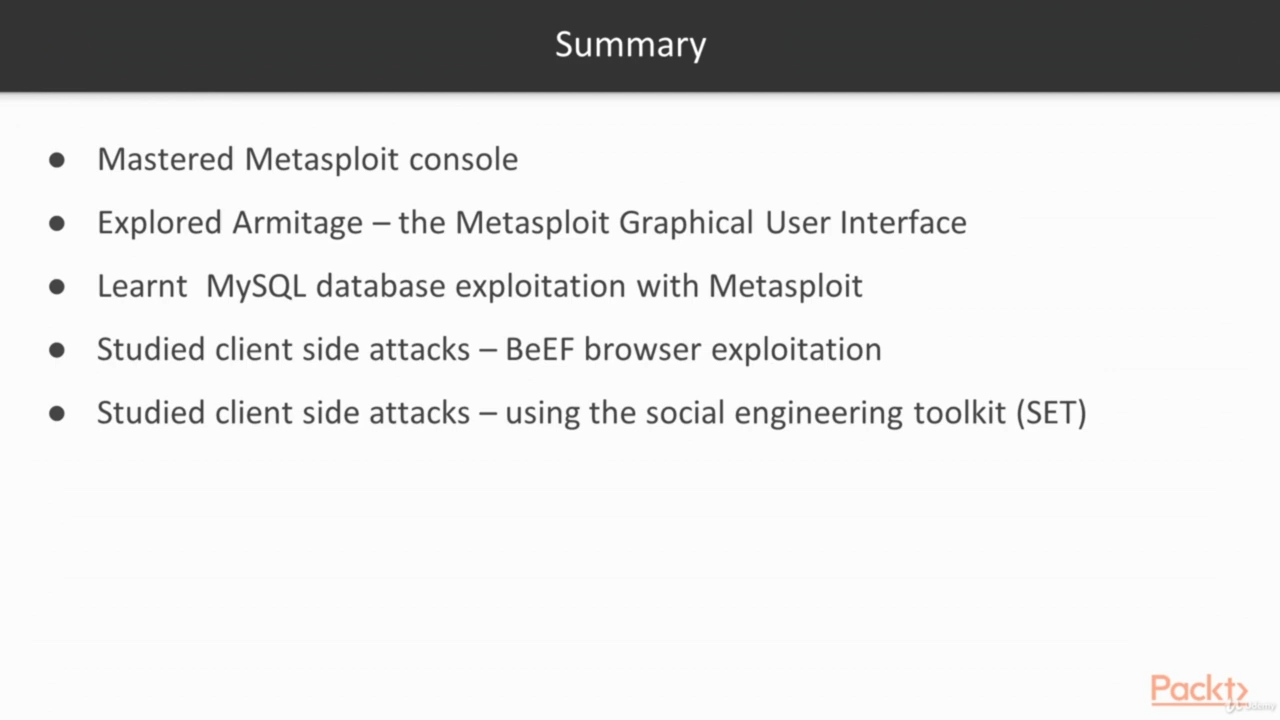 Summary
● Mastered Metasploit console
● Explored Armitage – the Metasploit Graphical User Interface
● Learnt  MySQL database exploitation with Metasploit
● Studied client side attacks – BeEF browser exploitation
● Studied client side attacks – using the social engineering toolkit (SET)
Packt>
Udemy